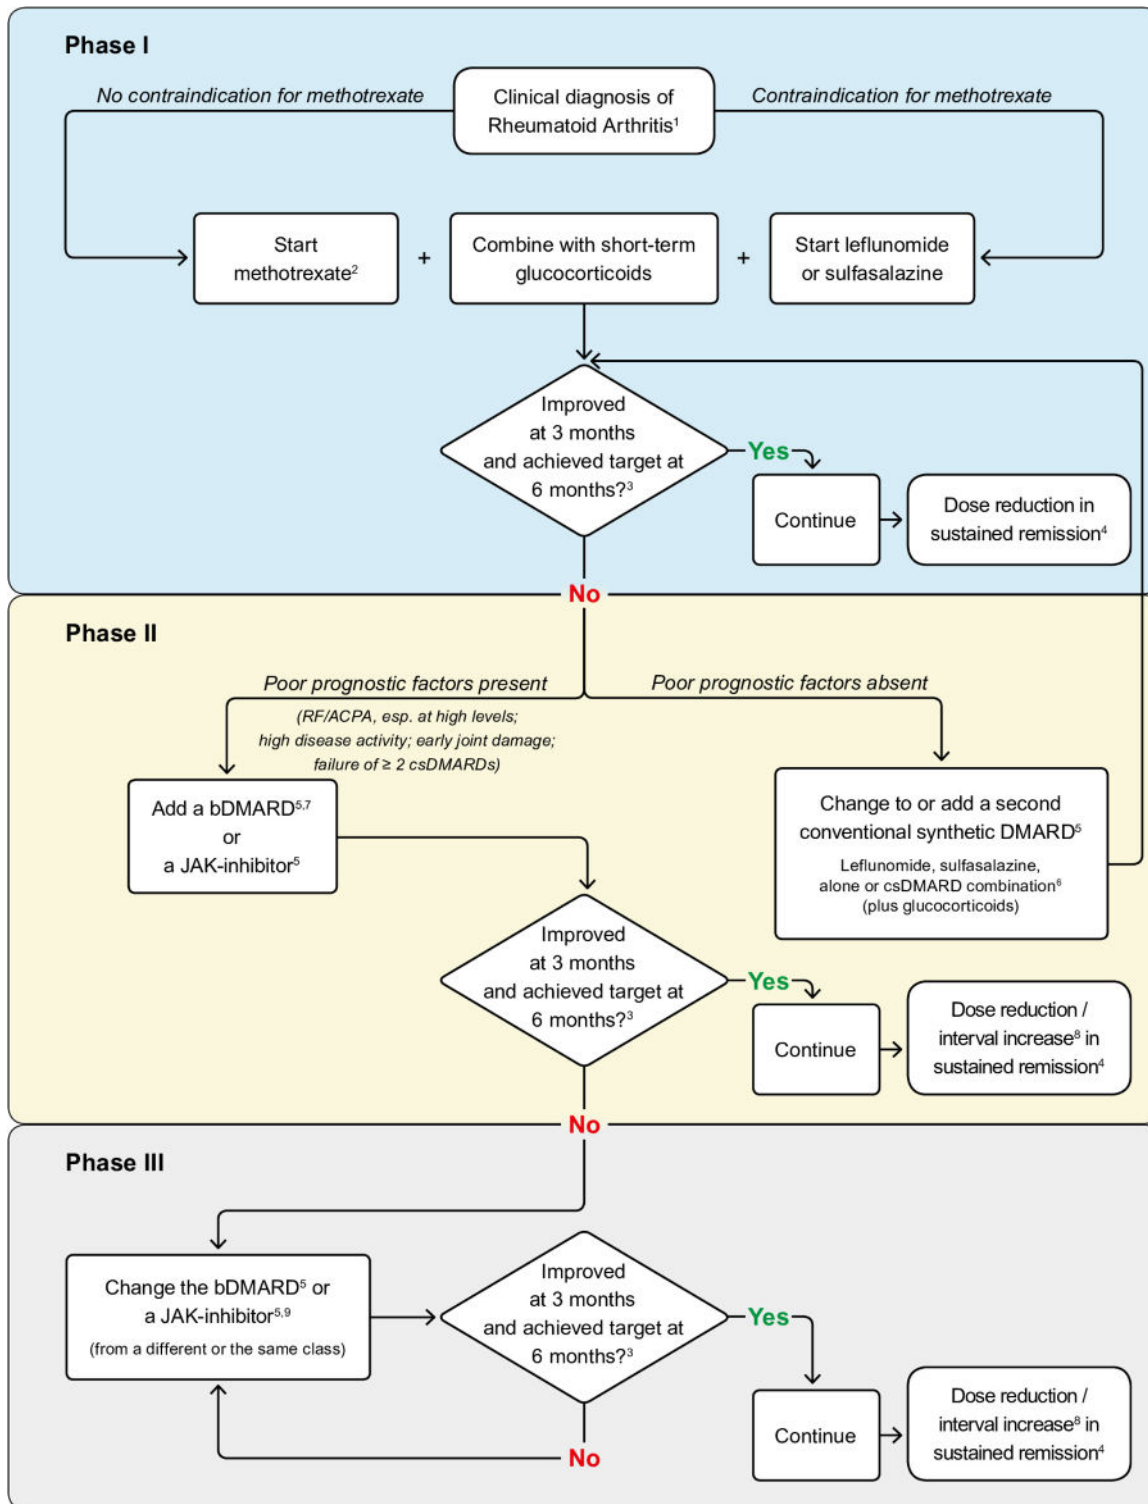 Phase I
No contraindication for methotrexate
Clinical diagnosis of
Rheumatoid Arthritis¹
Contraindication for methotrexate
Start
methotrexate²
+
Combine with short-term
glucocorticoids
+
Start leflunomide
or sulfasalazine
Improved
at 3 months
and achieved target at
6 months?³
Yes
Continue
Dose reduction in
sustained remission⁴
No
Phase II
Poor prognostic factors present
(RF/ACPA, esp. at high levels;
high disease activity; early joint damage;
failure of ≥ 2 csDMARDs)
Poor prognostic factors absent
Add a bDMARD⁵,⁷
or
a JAK-inhibitor⁵
Change to or add a second
conventional synthetic DMARD⁵
Leflunomide, sulfasalazine,
alone or csDMARD combination⁶
(plus glucocorticoids)
Improved
at 3 months
and achieved target at
6 months?³
Yes
Continue
Dose reduction /
interval increase⁸ in
sustained remission⁴
No
Phase III
Change the bDMARD⁵ or
a JAK-inhibitor⁵,⁹
(from a different or the same class)
Improved
at 3 months
and achieved target at
6 months?³
Yes
Continue
Dose reduction /
interval increase⁸ in
sustained remission⁴
No